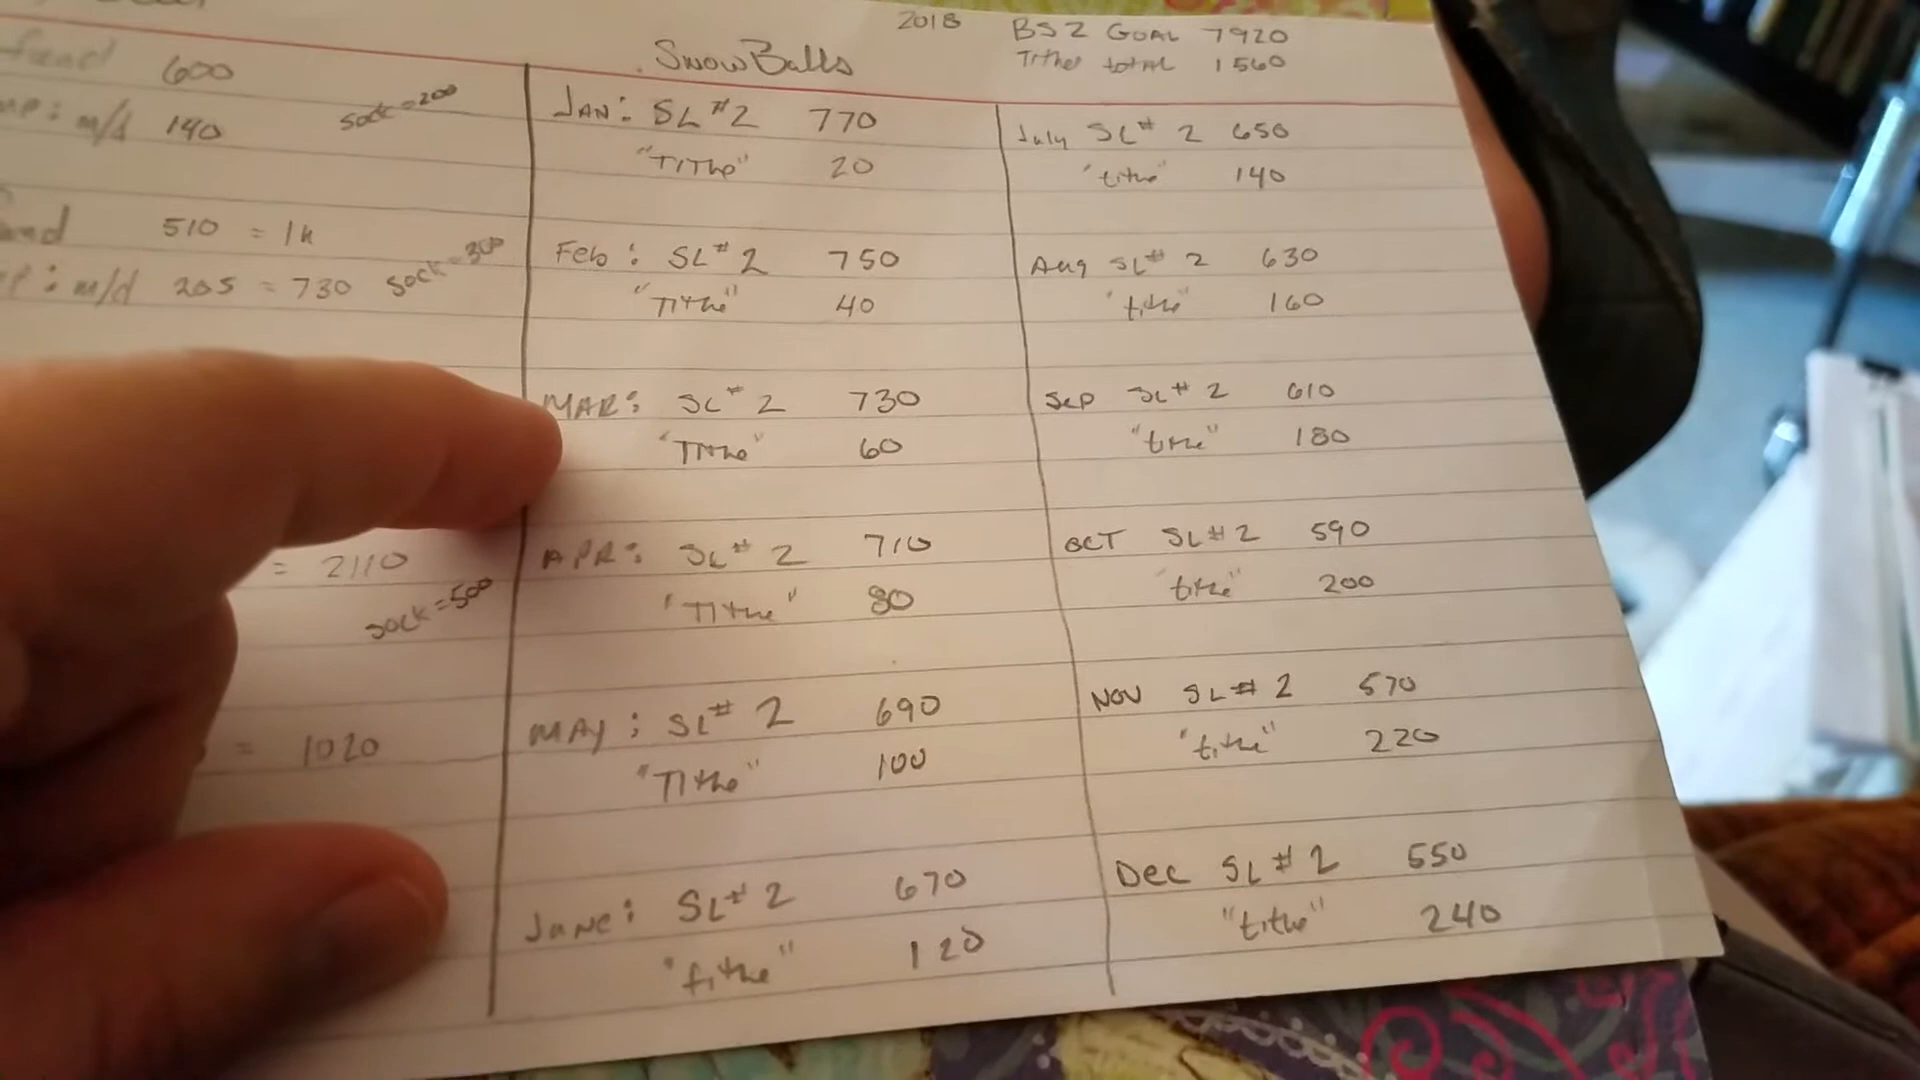 2018 BS2 GOAL 7920
SnowBalls Tithes total 1560
fund 600
m/d 140 sock=200
510 = 1k
m/d 205 = 730 sock=300
= 2110
sock=500
= 1020
JAN: SL #2 770
"Tithe" 20
Feb: SL #2 750
"Tithe" 40
MAR: SL #2 730
"Tithe" 60
APR: SL #2 710
"Tithe" 80
MAY: SL #2 690
"Tithe" 100
June: SL #2 670
"tithe" 120
July SL #2 650
"tithe" 140
Aug SL #2 630
"tithe" 160
Sep SL #2 610
"tithe" 180
OCT SL #2 590
"tithe" 200
NOV SL #2 570
"tithe" 220
Dec SL #2 550
"tithe" 240